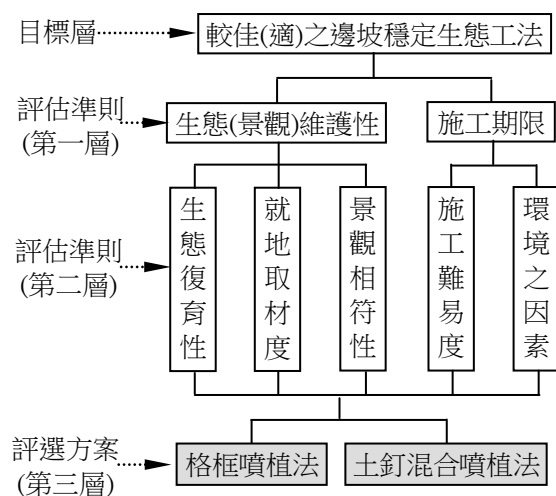 目標層
較佳(適)之邊坡穩定生態工法
評估準則
(第一層)
生態(景觀)維護性
施工期限
評估準則
(第二層)
生態復育性
就地取材度
景觀相符性
施工難易度
環境之因素
評選方案
(第三層)
格框噴植法
土釘混合噴植法